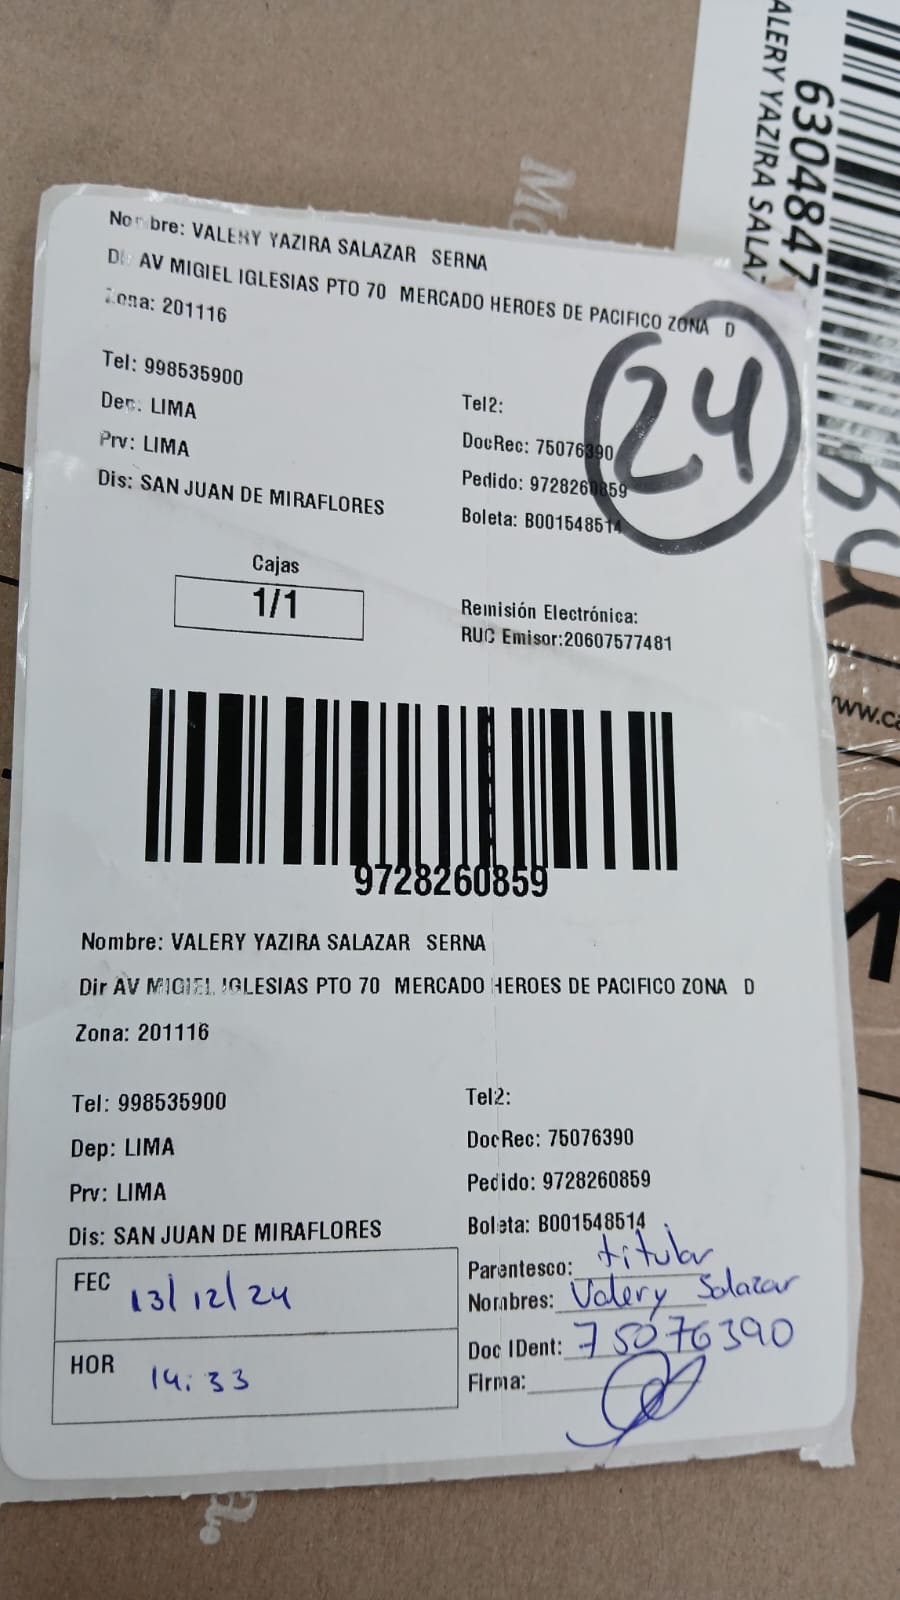 Nombre: VALERY YAZIRA SALAZAR SERNA
Dir AV MIGIEL IGLESIAS PTO 70 MERCADO HEROES DE PACIFICO ZONA D
Zona: 201116
Tel: 998535900
Tel2:
Dep: LIMA
DocRec: 75076390
Prv: LIMA
Pedido: 9728260859
Dis: SAN JUAN DE MIRAFLORES
Boleta: B001548514
24
Cajas
1/1
Remisión Electrónica:
RUC Emisor:20607577481
9728260859
Nombre: VALERY YAZIRA SALAZAR SERNA
Dir AV MIGIEL IGLESIAS PTO 70 MERCADO HEROES DE PACIFICO ZONA D
Zona: 201116
Tel: 998535900
Tel2:
Dep: LIMA
DocRec: 75076390
Prv: LIMA
Pedido: 9728260859
Dis: SAN JUAN DE MIRAFLORES
Boleta: B001548514
FEC 13/12/24
Parentesco: titular
Nombres: Valery Salazar
HOR 14:33
Doc IDent: 75076390
Firma:
6304847
YAZIRA